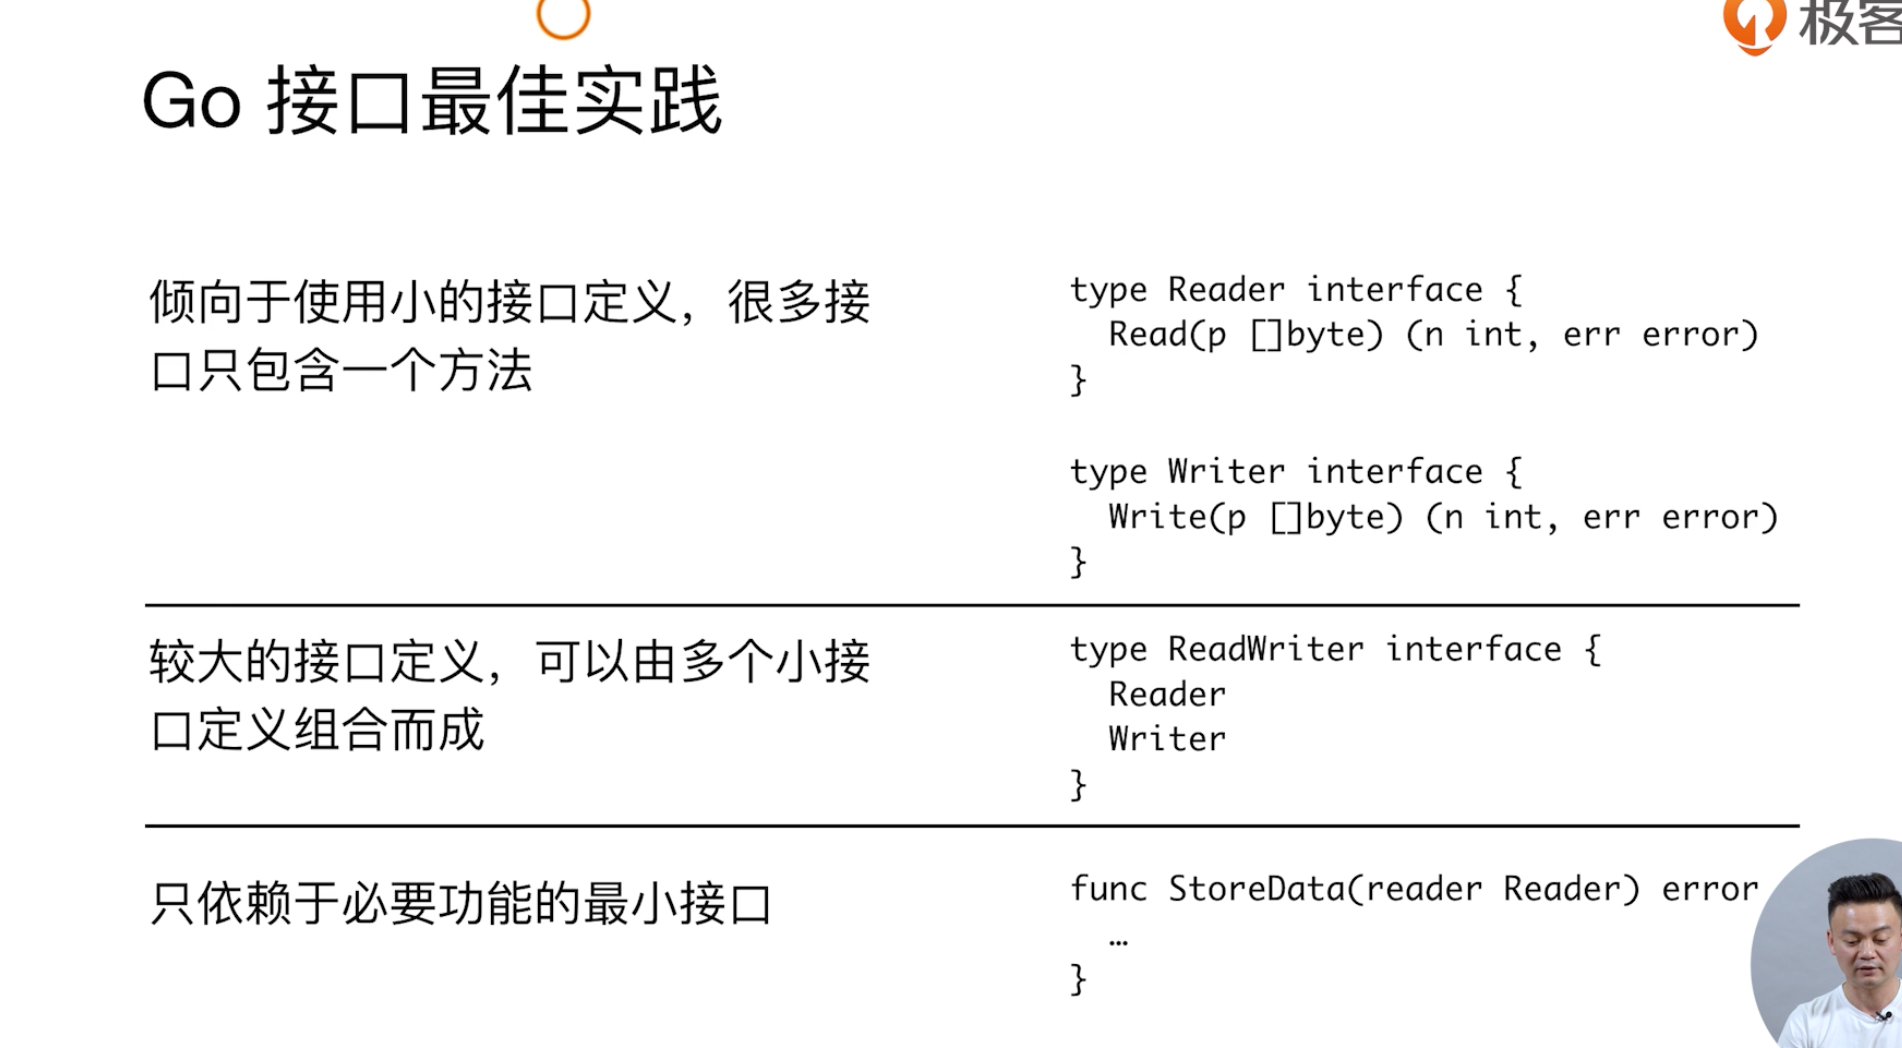 极客
Go 接口最佳实践
倾向于使用小的接口定义，很多接
口只包含一个方法
type Reader interface {
  Read(p []byte) (n int, err error)
}
type Writer interface {
  Write(p []byte) (n int, err error)
}
较大的接口定义，可以由多个小接
口定义组合而成
type ReadWriter interface {
  Reader
  Writer
}
只依赖于必要功能的最小接口
func StoreData(reader Reader) error
  …
}